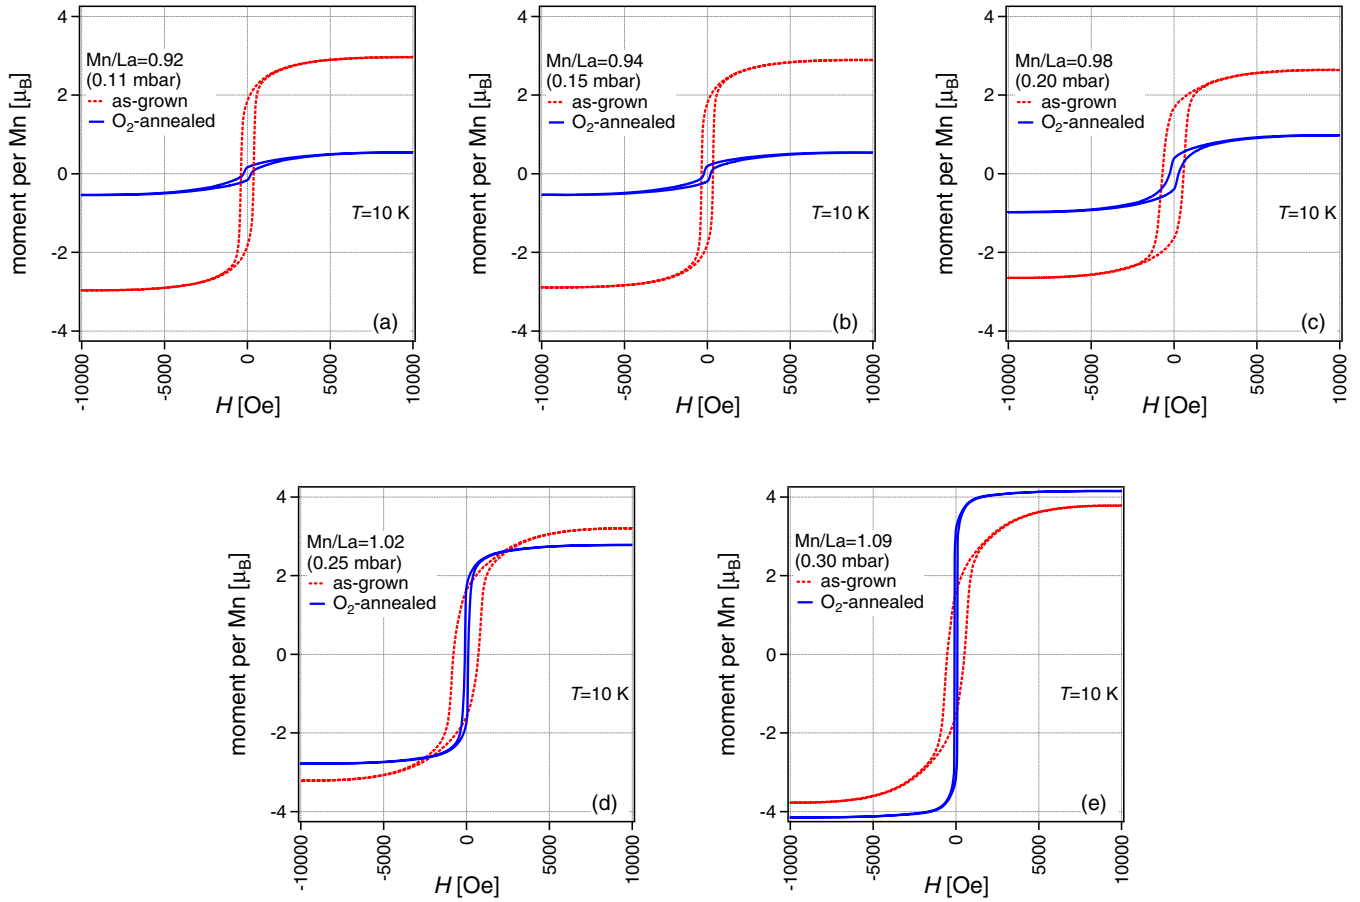 4
2
0
-2
-4
moment per Mn [μB]
Mn/La=0.92
(0.11 mbar)
as-grown
O2-annealed
T=10 K
(a)
-10000
-5000
0
5000
10000
H [Oe]
4
2
0
-2
-4
moment per Mn [μB]
Mn/La=0.94
(0.15 mbar)
as-grown
O2-annealed
T=10 K
(b)
-10000
-5000
0
5000
10000
H [Oe]
4
2
0
-2
-4
moment per Mn [μB]
Mn/La=0.98
(0.20 mbar)
as-grown
O2-annealed
T=10 K
(c)
-10000
-5000
0
5000
10000
H [Oe]
4
2
0
-2
-4
moment per Mn [μB]
Mn/La=1.02
(0.25 mbar)
as-grown
O2-annealed
T=10 K
(d)
-10000
-5000
0
5000
10000
H [Oe]
4
2
0
-2
-4
moment per Mn [μB]
Mn/La=1.09
(0.30 mbar)
as-grown
O2-annealed
T=10 K
(e)
-10000
-5000
0
5000
10000
H [Oe]